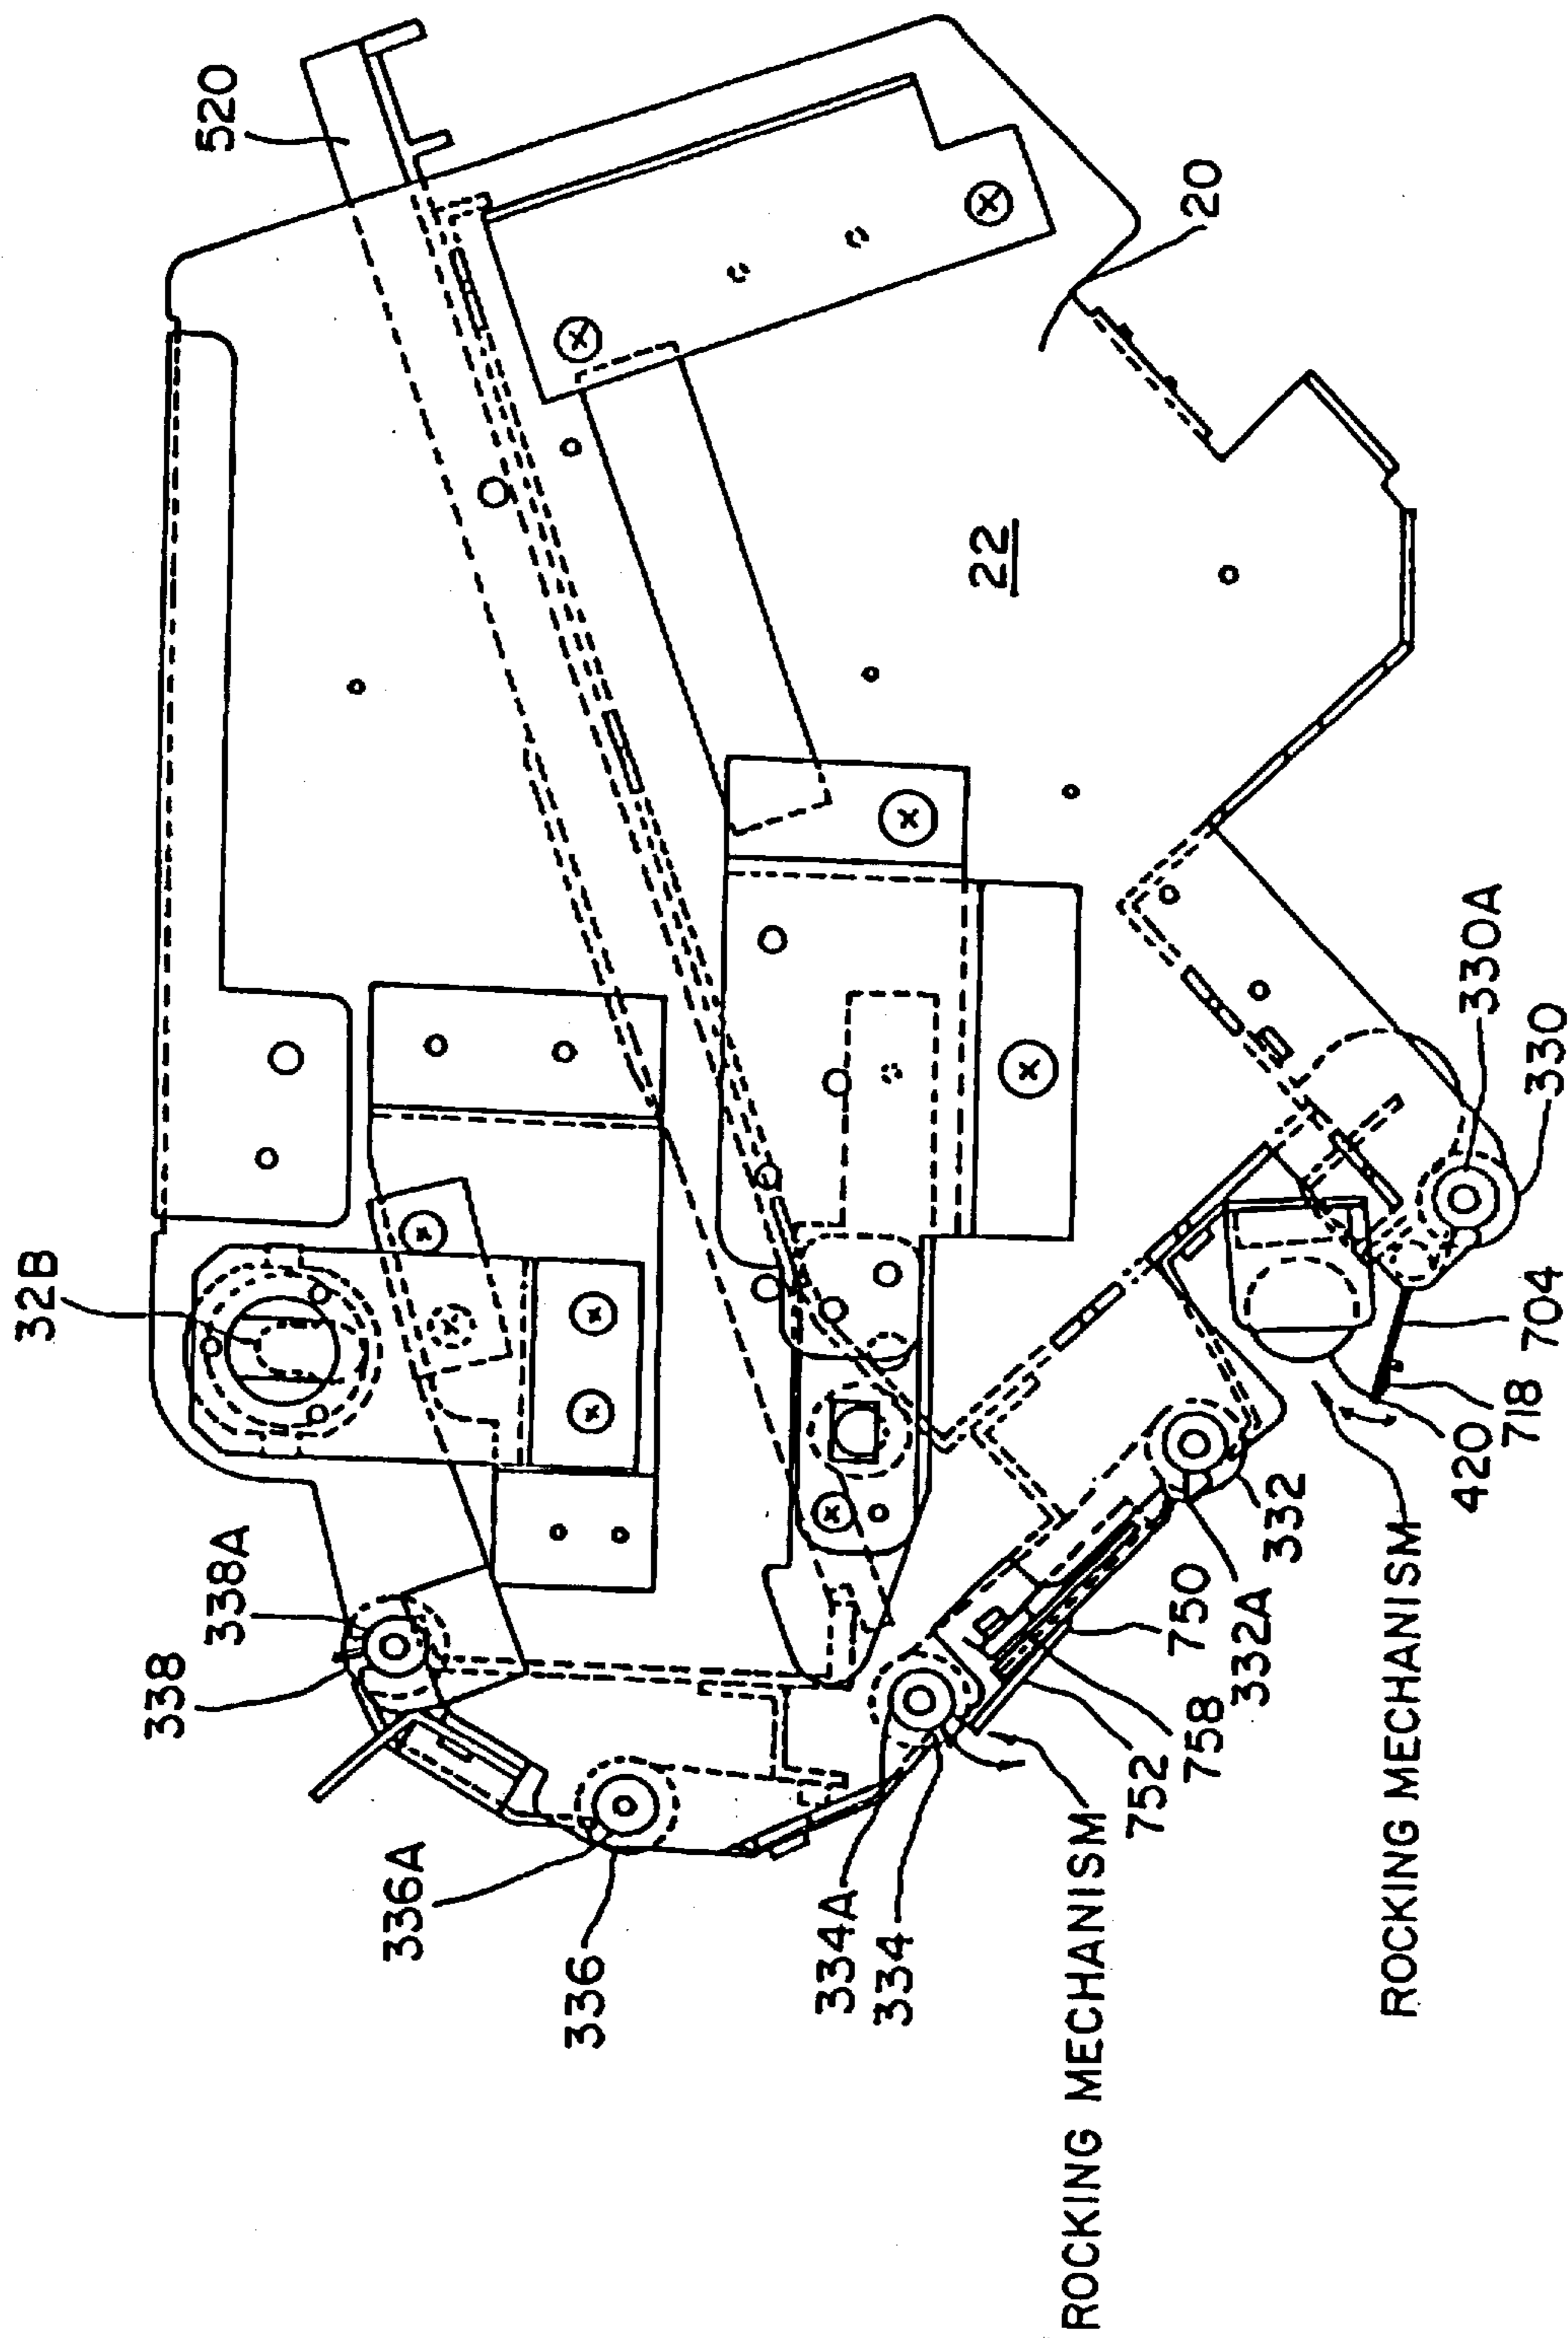 32B
338
520
338A
336A
336
334A
334
22
ROCKING MECHANISM
752
750
20
758
332A
332
ROCKING MECHANISM
420
330A
718
704
330